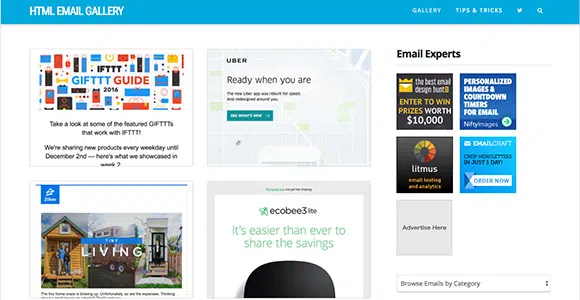 HTML EMAIL GALLERY
GALLERY
TIPS & TRICKS
IFTTT
GIFTTT
GUIDE
2016
Take a look at some of the featured GIFTTTs
that work with IFTTT!
We're sharing new products every weekday until
December 2nd — here's what we showcased in
week 2
UBER
Ready when you are
The new Uber app was rebuilt for speed.
And redesigned around you.
SEE WHAT'S NEW
Zillow
TINY
LIVING
The tiny home craze is blowing up. Unfortunately, so are the expenses. Thinking
ecobee3 lite
it's easier than ever to
share the savings
Email Experts
the best email
design hunt
ENTER TO WIN
PRIZES WORTH
$10,000
PERSONALIZED
IMAGES &
COUNTDOWN
TIMERS
FOR EMAIL
NiftyImages
litmus
email testing
and analytics
EMAILCRAFT
CRISP NEWSLETTERS
IN JUST 1 DAY!
ORDER NOW
Advertise Here
Browse Emails by Category